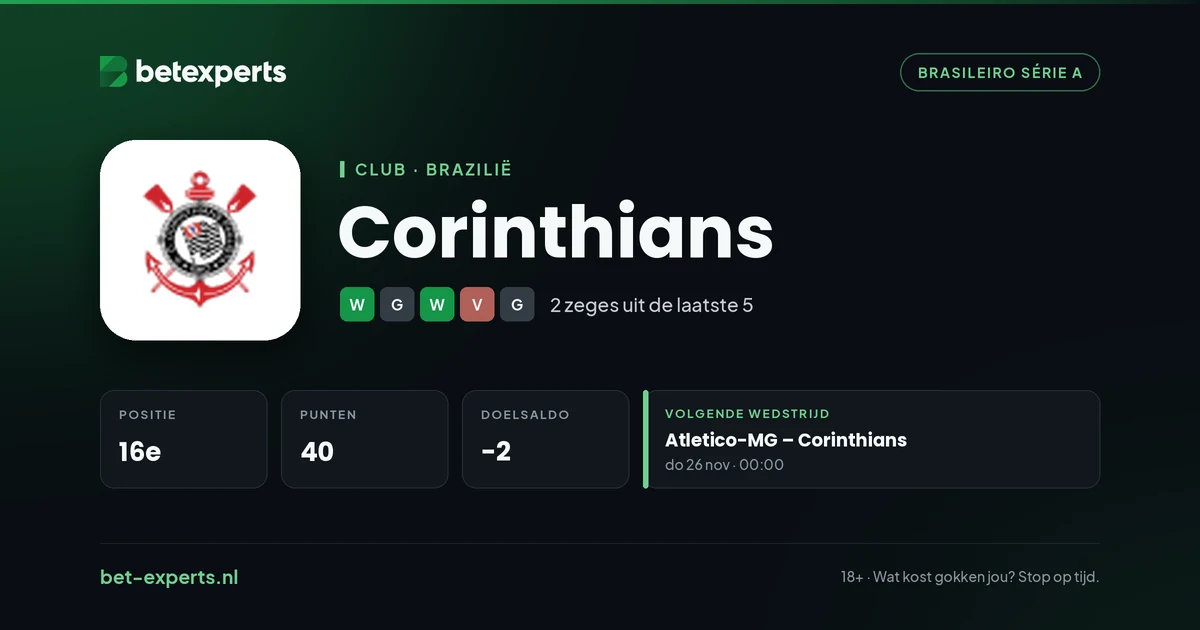 betexperts
BRASILEIRO SÉRIE A
CLUB · BRAZILIË
Corinthians
W G W V G 2 zeges uit de laatste 5
POSITIE
16e
PUNTEN
40
DOELSALDO
-2
VOLGENDE WEDSTRIJD
Atletico-MG – Corinthians
do 26 nov · 00:00
bet-experts.nl
18+ · Wat kost gokken jou? Stop op tijd.